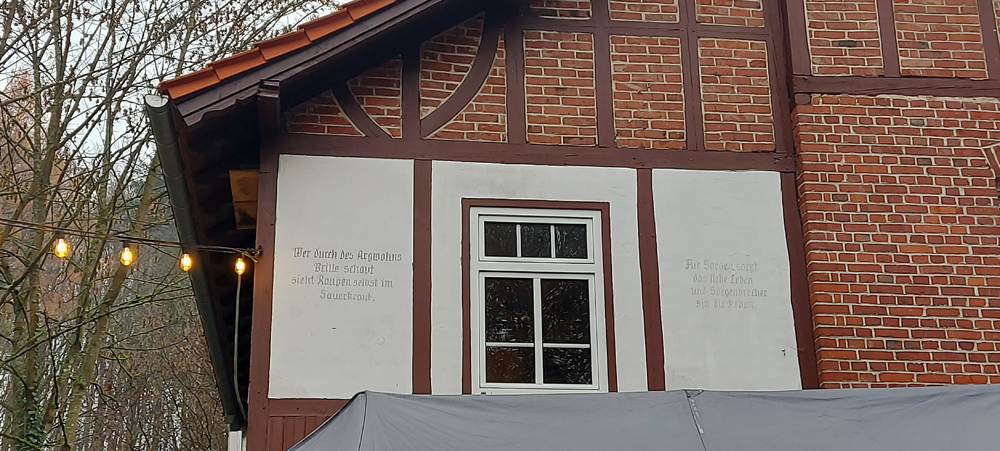 Wer durch des Argwohns
Brille schaut
sieht Raupen selbst im
Sauerkraut.
Für Sorgen sorgt
das liebe Leben
und Sorgenbrecher
sin die Reben.